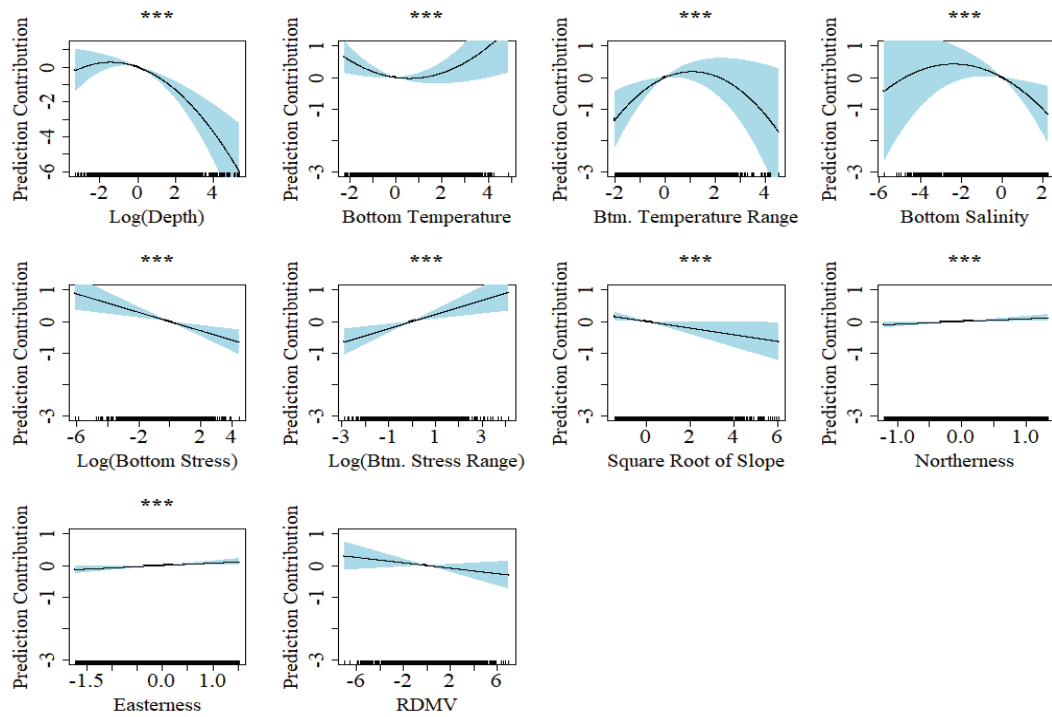 *** *** *** ***
Prediction Contribution
0
-2
-4
-6
-2 0 2 4
Log(Depth)
Prediction Contribution
1
0
-1
-3
-2 0 2 4
Bottom Temperature
Prediction Contribution
1
0
-1
-3
-2 -1 0 1 2 3 4
Btm. Temperature Range
Prediction Contribution
1
0
-1
-3
-6 -4 -2 0 2
Bottom Salinity
*** *** *** ***
Prediction Contribution
1
0
-1
-3
-6 -2 2 4
Log(Bottom Stress)
Prediction Contribution
1
0
-1
-3
-3 -1 1 3
Log(Btm. Stress Range)
Prediction Contribution
1
0
-1
-3
0 2 4 6
Square Root of Slope
Prediction Contribution
1
0
-1
-3
-1.0 0.0 1.0
Northerness
***
Prediction Contribution
1
0
-1
-3
-1.5 0.0 1.0
Easterness
Prediction Contribution
1
0
-1
-3
-6 -2 2 6
RDMV